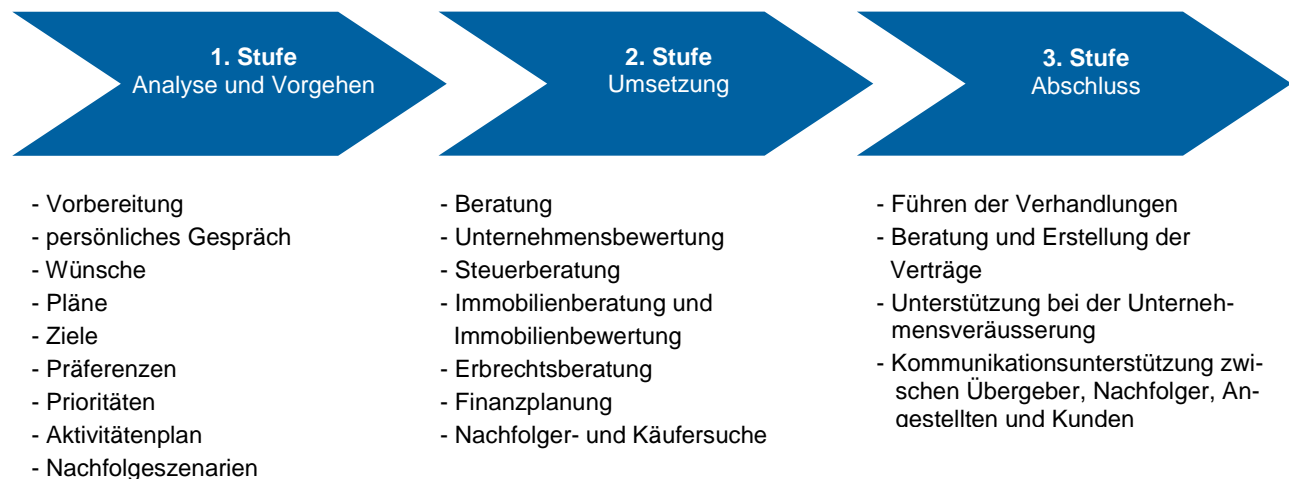 1. Stufe
Analyse und Vorgehen
- Vorbereitung
- persönliches Gespräch
- Wünsche
- Pläne
- Ziele
- Präferenzen
- Prioritäten
- Aktivitätenplan
- Nachfolgeszenarien
2. Stufe
Umsetzung
- Beratung
- Unternehmensbewertung
- Steuerberatung
- Immobilienberatung und
Immobilienbewertung
- Erbrechtsberatung
- Finanzplanung
- Nachfolger- und Käufersuche
3. Stufe
Abschluss
- Führen der Verhandlungen
- Beratung und Erstellung der
Verträge
- Unterstützung bei der Unterneh-
mensveräusserung
- Kommunikationsunterstützung zwi-
schen Übergeber, Nachfolger, An-
gestellten und Kunden